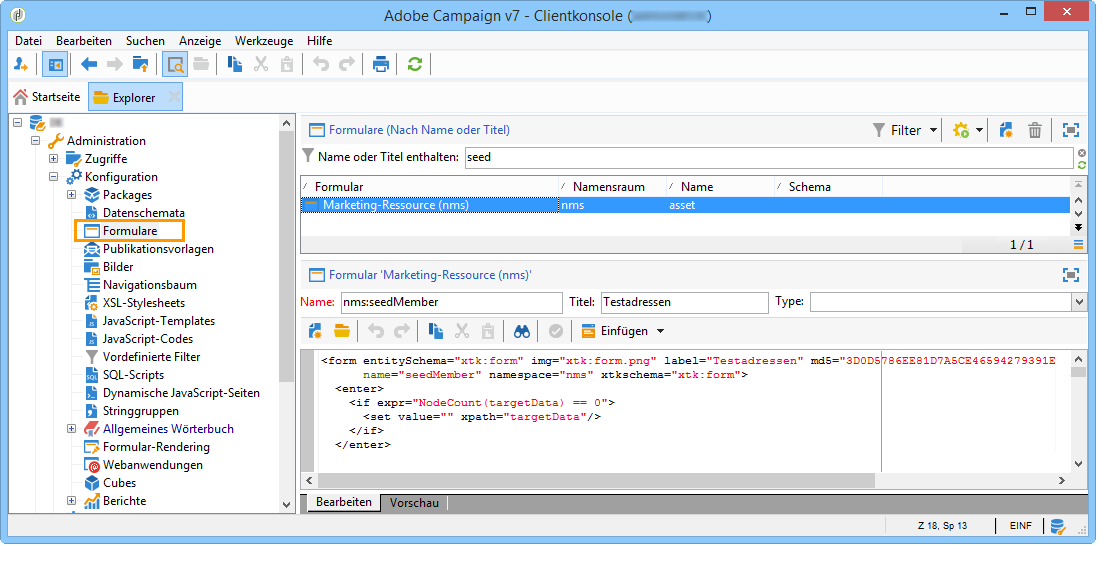 Adobe Campaign v7 - Clientkonsole ( )
Datei Bearbeiten Suchen Anzeige Werkzeuge Hilfe
Startseite Explorer
Administration
Zugriffe
Konfiguration
Packages
Datenschemata
Formulare
Publikationsvorlagen
Bilder
Navigationsbaum
XSL-Stylesheets
JavaScript-Templates
JavaScript-Codes
Vordefinierte Filter
SQL-Scripts
Dynamische JavaScript-Seiten
Stringgruppen
Allgemeines Wörterbuch
Formular-Rendering
Webanwendungen
Cubes
Berichte
Formulare (Nach Name oder Titel) Filter
Name oder Titel enthalten: seed
Formular Namensraum Name Schema
Marketing-Ressource (nms) nms asset
1 / 1
Formular 'Marketing-Ressource (nms)'
Name: nms:seedMember Titel: Testadressen Type:
Einfügen
<form entitySchema="xtk:form" img="xtk:form.png" label="Testadressen" md5="3D0D5786EE81D7A5CE46594279391E
name="seedMember" namespace="nms" xtkschema="xtk:form">
<enter>
<if expr="NodeCount(targetData) == 0">
<set value="" xpath="targetData"/>
</if>
</enter>
Bearbeiten Vorschau
Z 18, Sp 13 EINF